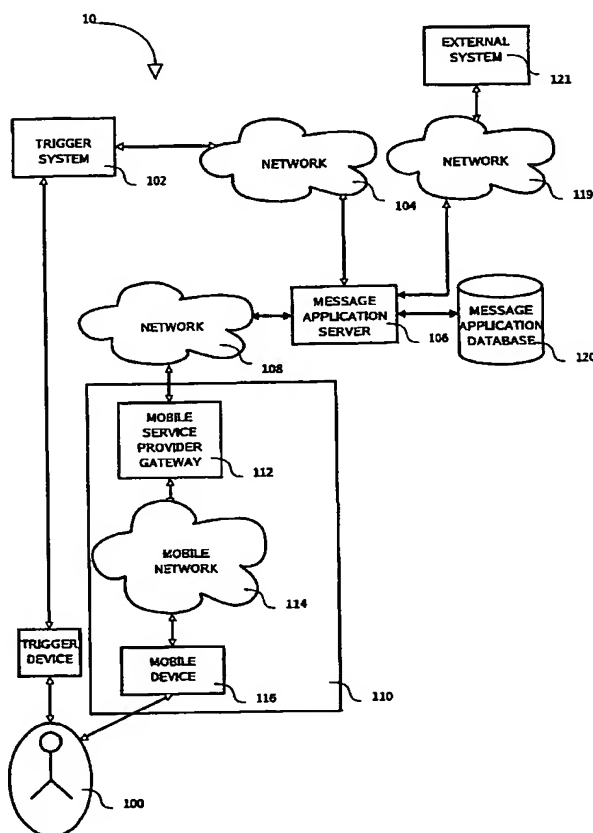 10
EXTERNAL
SYSTEM
121
TRIGGER
SYSTEM
102
NETWORK
104
NETWORK
119
MESSAGE
APPLICATION
SERVER
106
MESSAGE
APPLICATION
DATABASE
120
NETWORK
108
MOBILE
SERVICE
PROVIDER
GATEWAY
112
MOBILE
NETWORK
114
TRIGGER
DEVICE
MOBILE
DEVICE
116
110
100